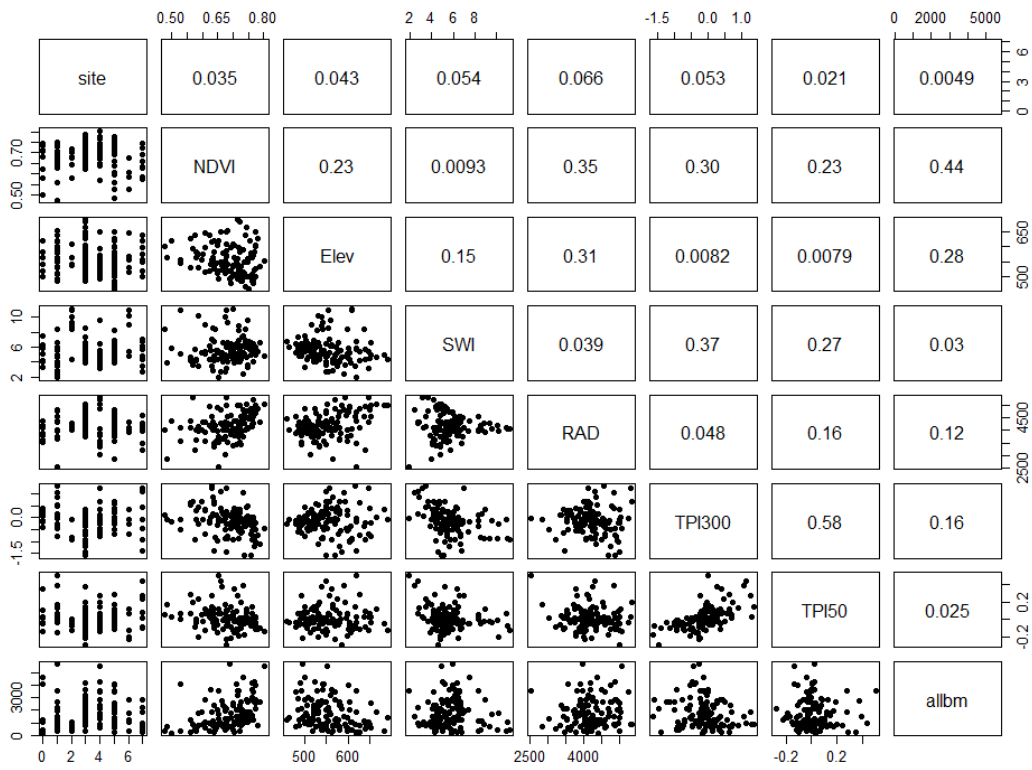 0.50 0.65 0.80 2 4 6 8 -1.5 0.0 1.0 0 2000 5000
site 0.035 0.043 0.054 0.066 0.053 0.021 0.0049 0 3 6
0.50 0.70 NDVI 0.23 0.0093 0.35 0.30 0.23 0.44
Elev 0.15 0.31 0.0082 0.0079 0.28 500 650
2 6 10 SWI 0.039 0.37 0.27 0.03
RAD 0.048 0.16 0.12 2500 4500
-1.5 0.0 TPI300 0.58 0.16
TPI50 0.025 -0.2 0.2
0 3000 allbm
0 2 4 6 500 600 2500 4000 -0.2 0.2